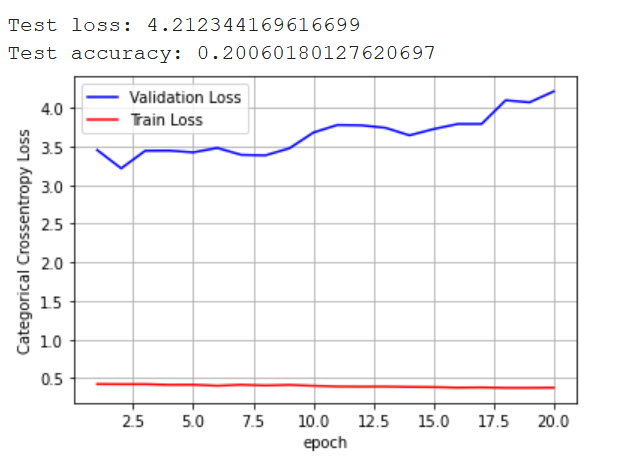 Test loss: 4.212344169616699
Test accuracy: 0.20060180127620697
Validation Loss
Train Loss
Categorical Crossentropy Loss
4.0
3.5
3.0
2.5
2.0
1.5
1.0
0.5
2.5 5.0 7.5 10.0 12.5 15.0 17.5 20.0
epoch